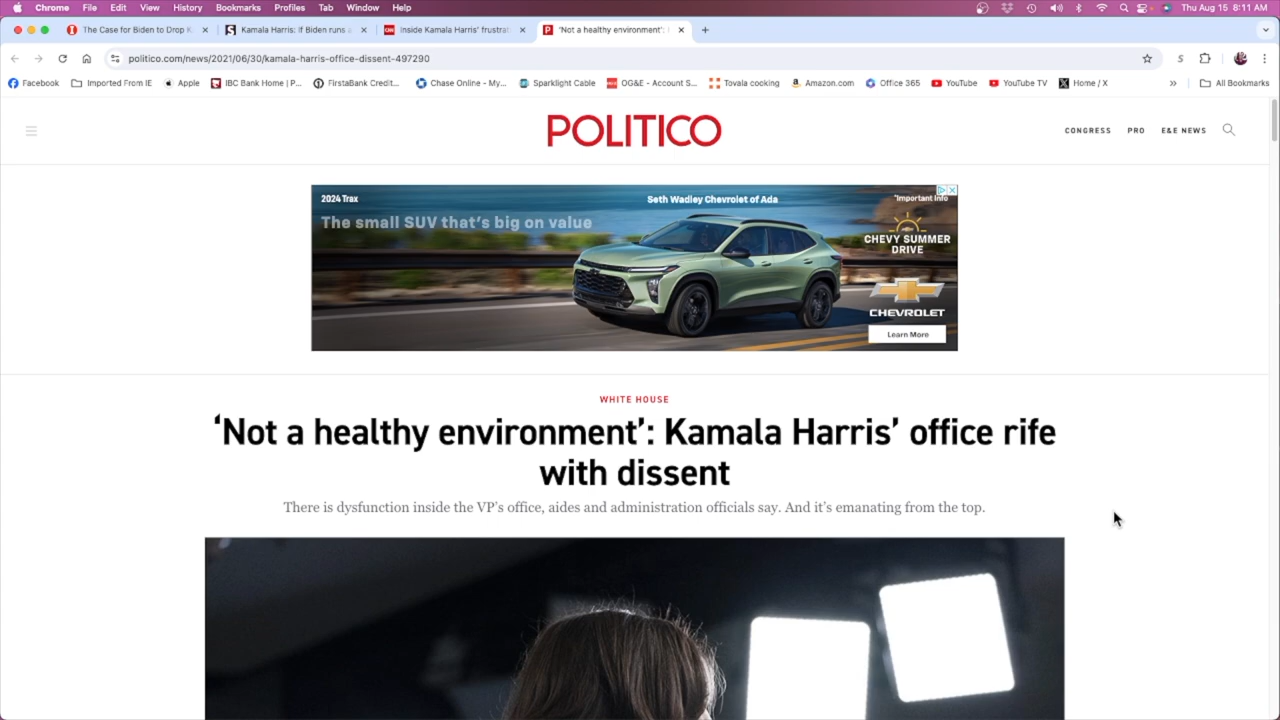 Chrome File Edit View History Bookmarks Profiles Tab Window Help Thu Aug 15 8:11 AM
The Case for Biden to Drop K
Kamala Harris: if Biden runs a
CNN
Inside Kamala Harris' frustrat
'Not a healthy environment':
politico.com/news/2021/06/30/kamala-harris-office-dissent-497290
Facebook Imported From IE Apple IBC Bank Home | P... FirstaBank Credit... Chase Online - My... Sparklight Cable OG&E - Account S... Tovala cooking Amazon.com Office 365 YouTube YouTube TV Home / X » All Bookmarks
POLITICO
CONGRESS PRO E&E NEWS
2024 Trax
Seth Wadley Chevrolet of Ada
*Important Info
The small SUV that's big on value
CHEVY SUMMER
DRIVE
CHEVROLET
Learn More
WHITE HOUSE
‘Not a healthy environment’: Kamala Harris’ office rife
with dissent
There is dysfunction inside the VP’s office, aides and administration officials say. And it’s emanating from the top.